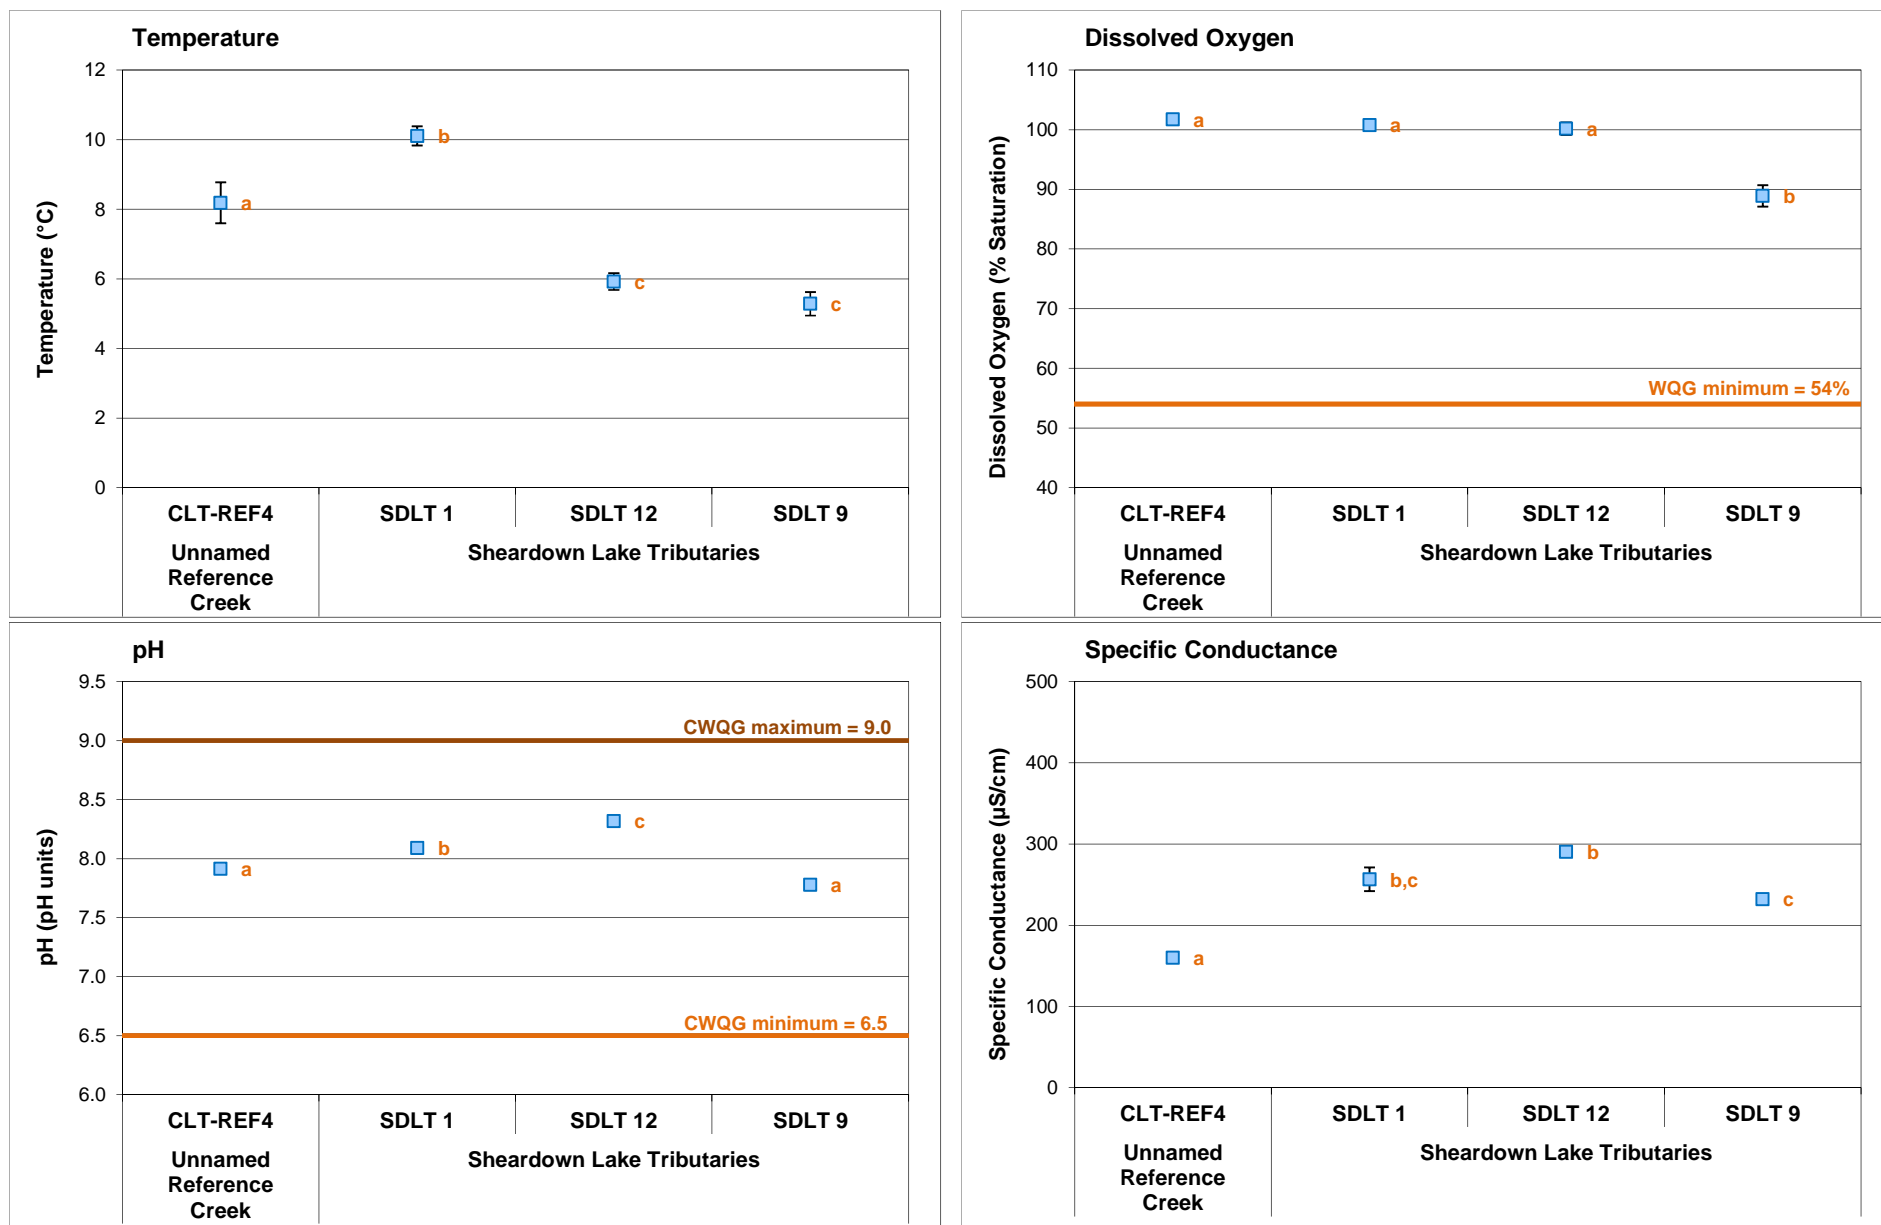 Temperature
12
10
8
6
4
2
0
Temperature (°C)
a
b
c
c
CLT-REF4
SDLT 1
SDLT 12
SDLT 9
Unnamed
Reference
Creek
Sheardown Lake Tributaries
Dissolved Oxygen
110
100
90
80
70
60
50
40
Dissolved Oxygen (% Saturation)
a
a
a
b
WQG minimum = 54%
CLT-REF4
SDLT 1
SDLT 12
SDLT 9
Unnamed
Reference
Creek
Sheardown Lake Tributaries
pH
9.5
9.0
8.5
8.0
7.5
7.0
6.5
6.0
pH (pH units)
CWQG maximum = 9.0
a
b
c
a
CWQG minimum = 6.5
CLT-REF4
SDLT 1
SDLT 12
SDLT 9
Unnamed
Reference
Creek
Sheardown Lake Tributaries
Specific Conductance
500
400
300
200
100
0
Specific Conductance (µS/cm)
a
b,c
b
c
CLT-REF4
SDLT 1
SDLT 12
SDLT 9
Unnamed
Reference
Creek
Sheardown Lake Tributaries